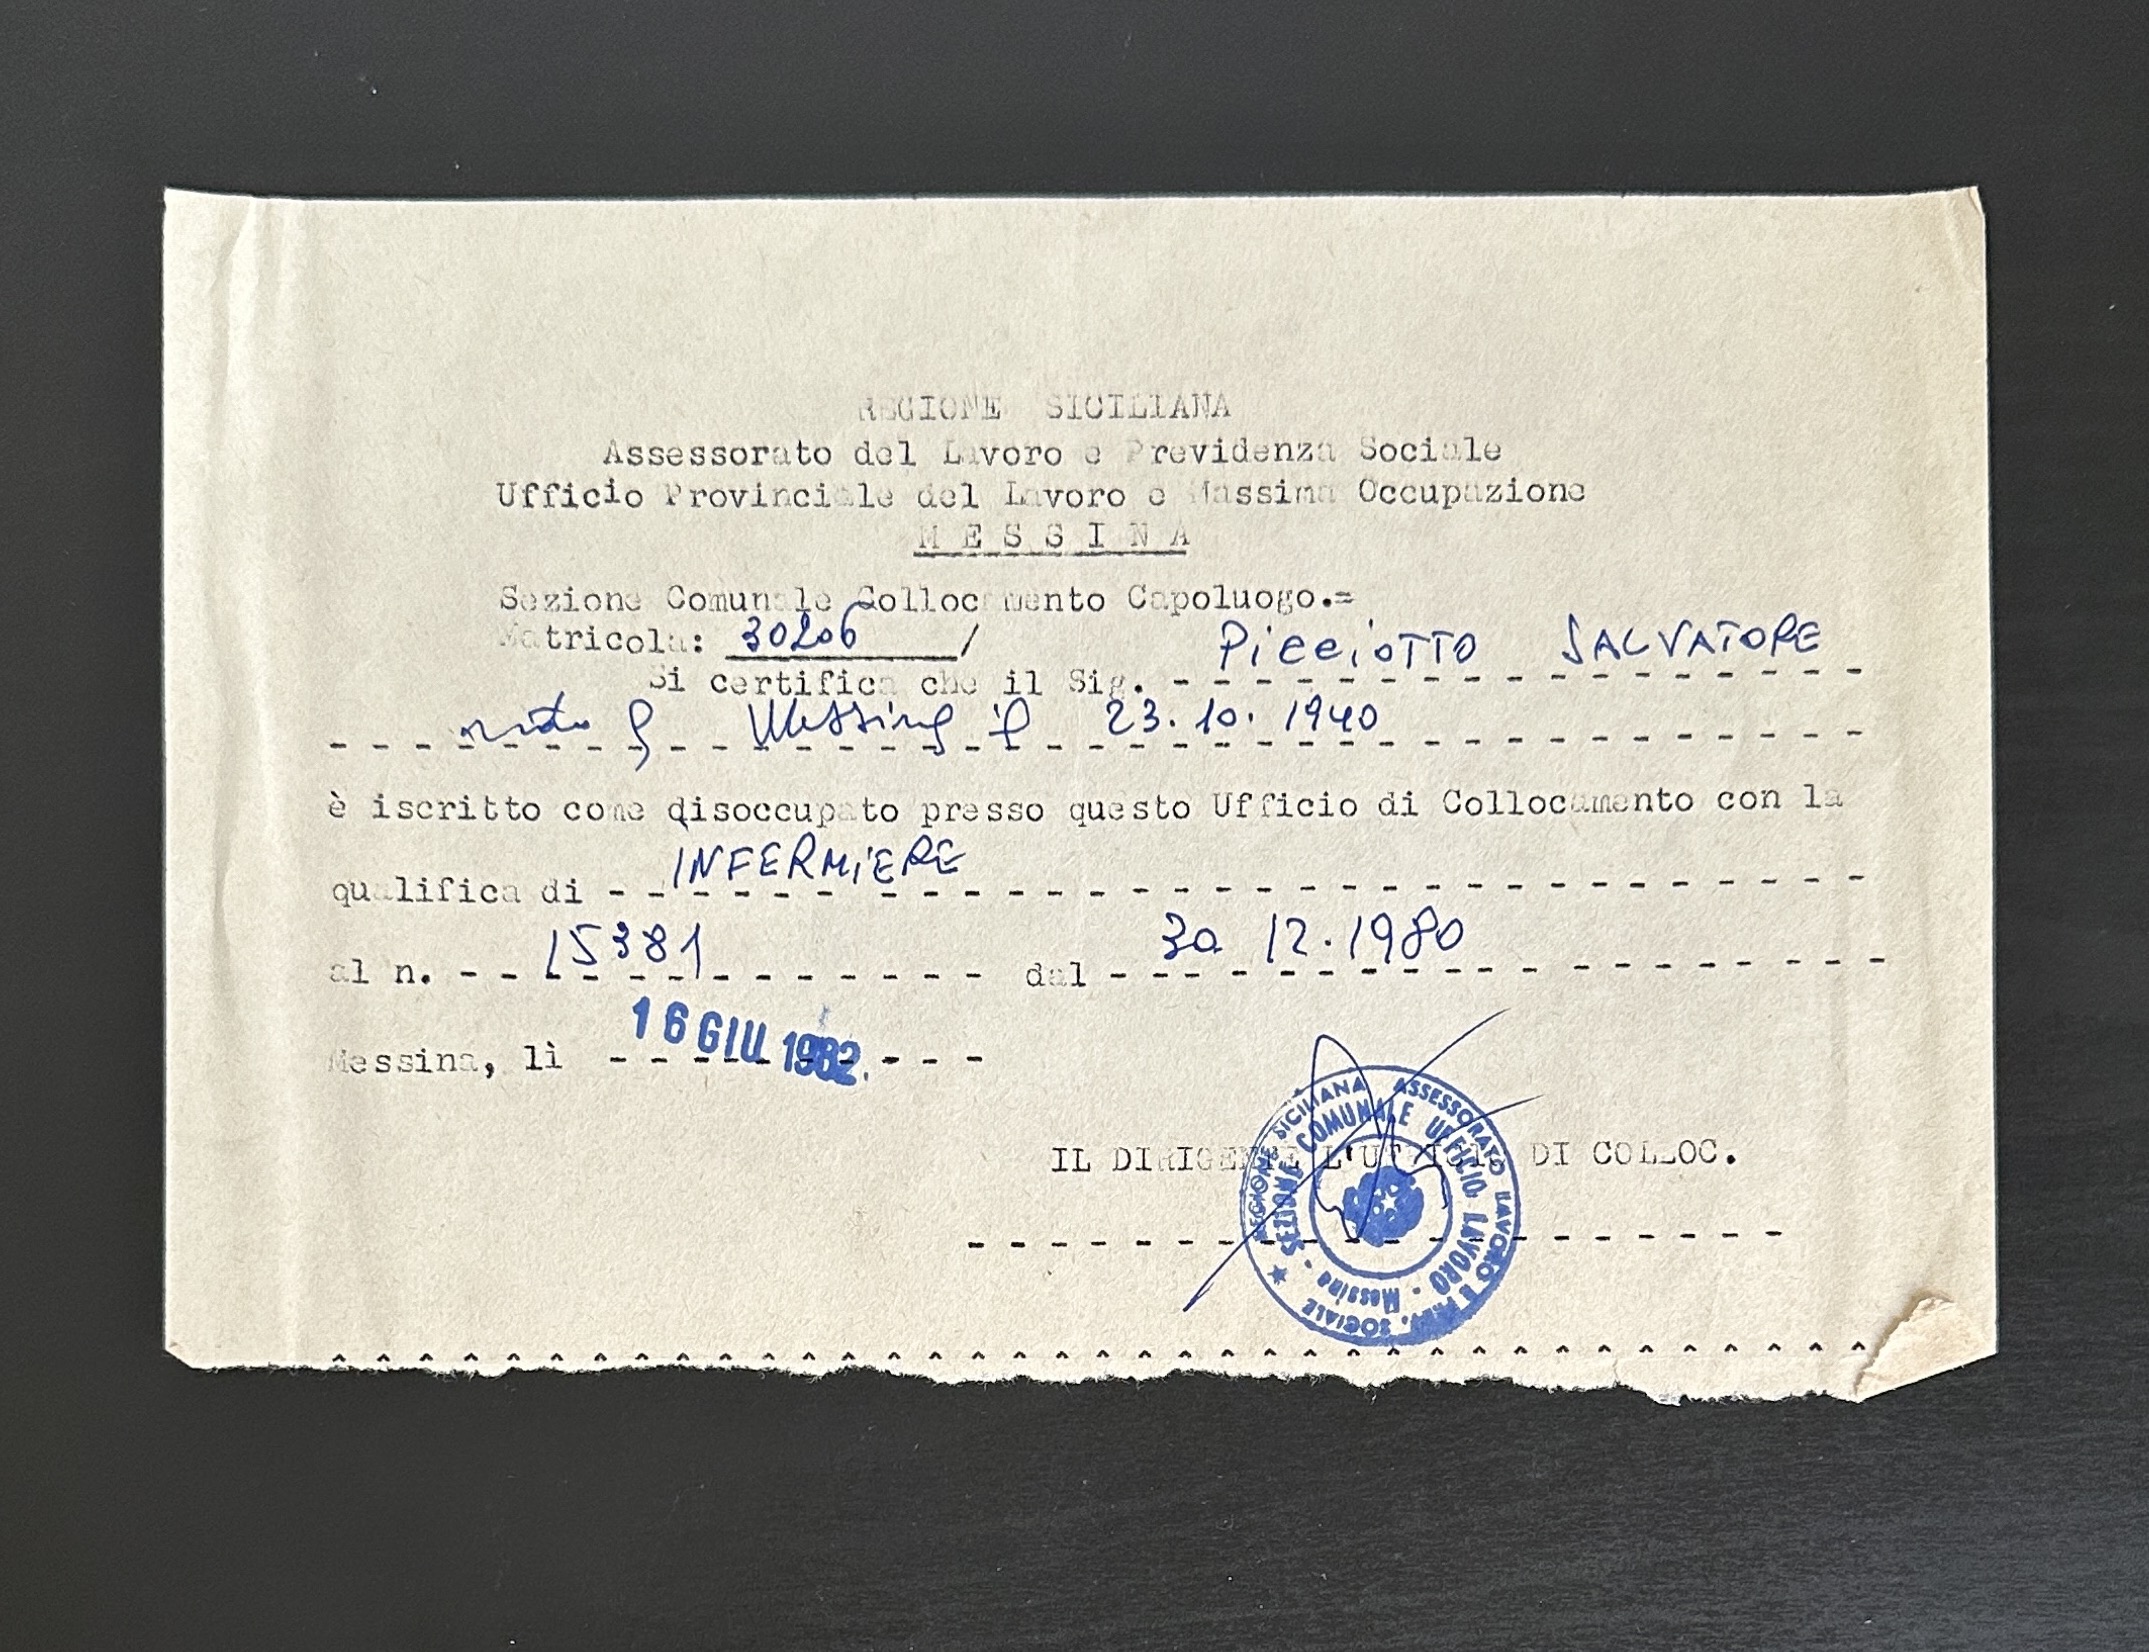 REGIONE SICILIANA
Assessorato del Lavoro e Previdenza Sociale
Ufficio Provinciale del Lavoro e Massima Occupazione
M E S S I N A
Sezione Comunale Collocamento Capoluogo.=
Matricola: 30206 /
Si certifica che il Sig. PICCIOTTO SALVATORE
nato a Messina il 23.10.1940
è iscritto come disoccupato presso questo Ufficio di Collocamento con la
qualifica di INFERMIERE
al n. 15381 dal 30 12.1980
Messina, lì 16 GIU 1982.
IL DIRIGENTE L'UFFICIO DI COLLOC.
REGIONE SICILIANA ASSESSORATO LAVORO E PREV. SOCIALE
SEZIONE COMUNALE UFFICIO LAVORO - Messina -